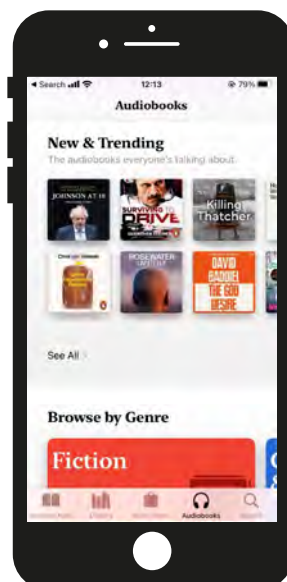 Search 12:13 79%
Audiobooks
New & Trending
The audiobooks everyone's talking about.
JOHNSON AT 10
SURVIVING TO
DRIVE
Killing
Thatcher
ROSEWATER
DAVID
BADDIEL
THE GOD
DESIRE
See All
Browse by Genre
Fiction
Audiobooks